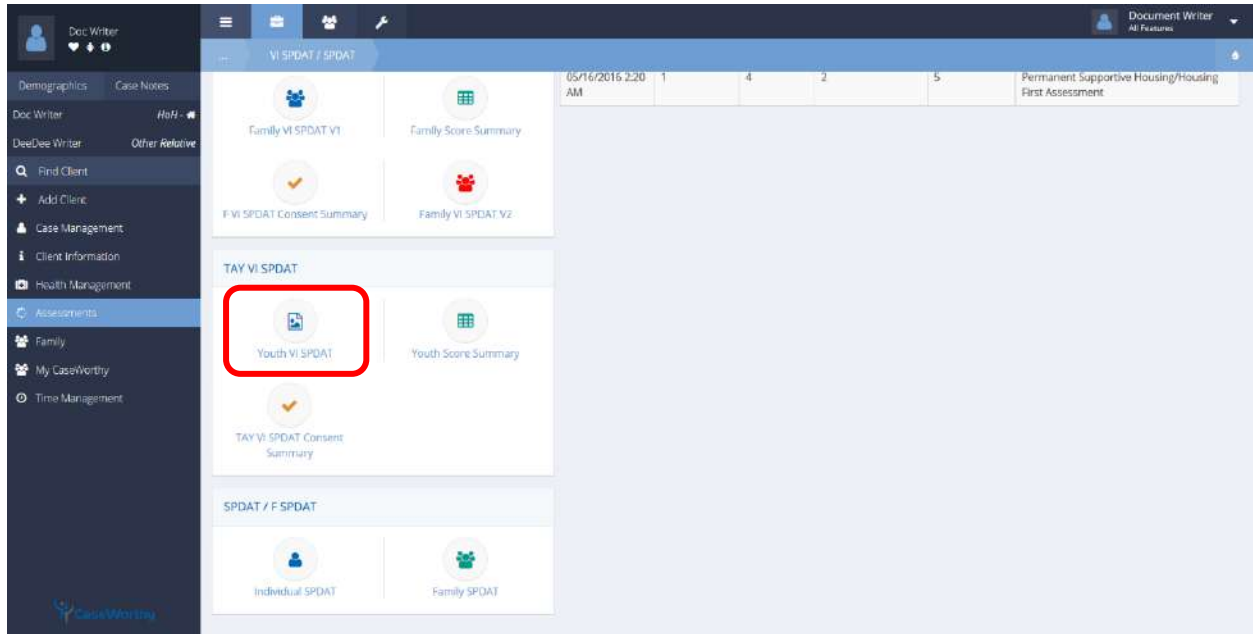 Doc Writer
Document Writer
All Features
...
VI SPDAT / SPDAT
Demographics
Case Notes
Doc Writer
HoH -
DeeDee Writer
Other Relative
Find Client
Add Client
Case Management
Client Information
Health Management
Assessments
Family
My CaseWorthy
Time Management
CaseWorthy
Family VI SPDAT V1
Family Score Summary
F VI SPDAT Consent Summary
Family VI SPDAT V2
TAY VI SPDAT
Youth VI SPDAT
Youth Score Summary
TAY VI SPDAT Consent
Summary
SPDAT / F SPDAT
Individual SPDAT
Family SPDAT
05/16/2016 2:20
AM
1
4
2
5
Permanent Supportive Housing/Housing
First Assessment